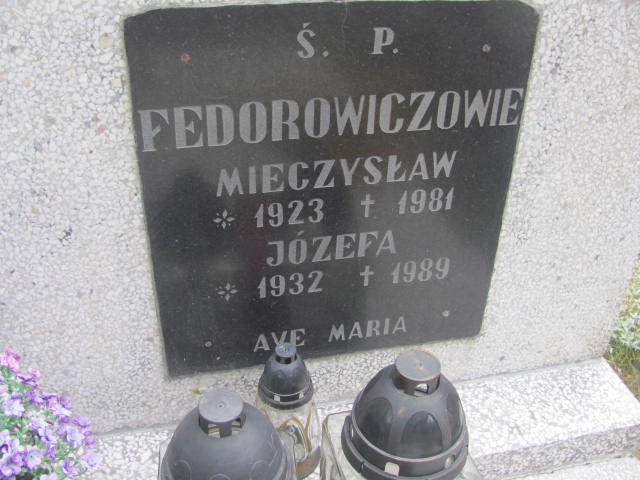 Ś. P.
FEDOROWICZOWIE
MIECZYSŁAW
* 1923 † 1981
JÓZEFA
* 1932 † 1989
AVE MARIA